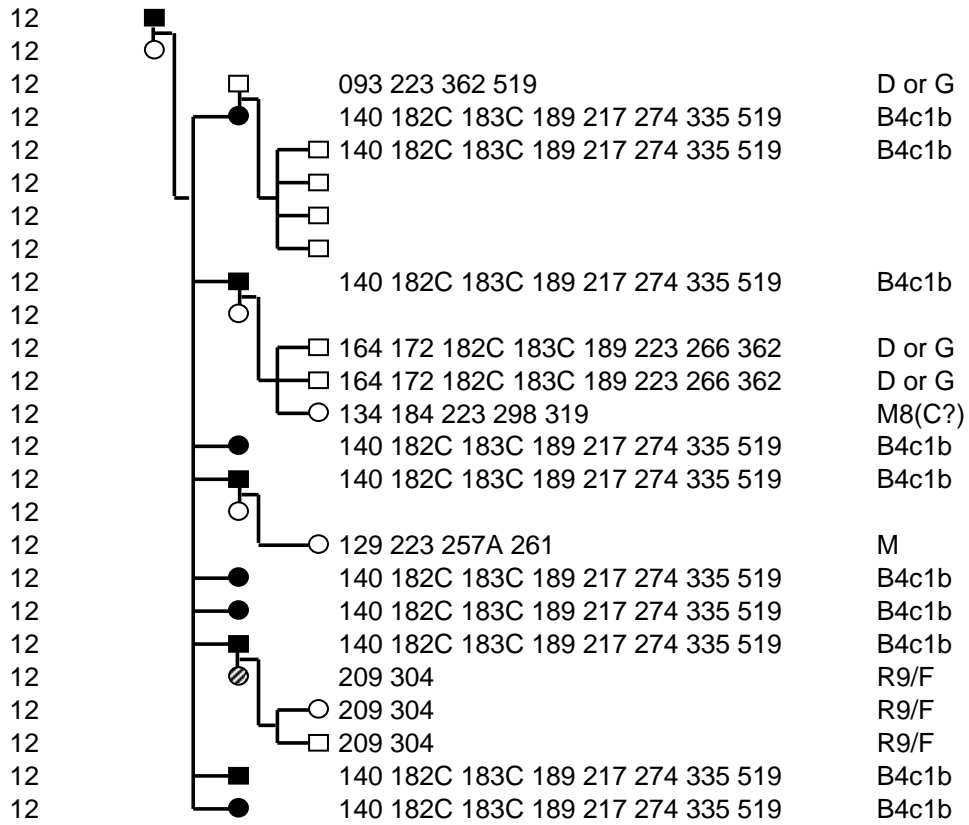 12
12
12 093 223 362 519 D or G
12 140 182C 183C 189 217 274 335 519 B4c1b
12 140 182C 183C 189 217 274 335 519 B4c1b
12
12
12
12 140 182C 183C 189 217 274 335 519 B4c1b
12
12 164 172 182C 183C 189 223 266 362 D or G
12 164 172 182C 183C 189 223 266 362 D or G
12 134 184 223 298 319 M8(C?)
12 140 182C 183C 189 217 274 335 519 B4c1b
12 140 182C 183C 189 217 274 335 519 B4c1b
12
12 129 223 257A 261 M
12 140 182C 183C 189 217 274 335 519 B4c1b
12 140 182C 183C 189 217 274 335 519 B4c1b
12 140 182C 183C 189 217 274 335 519 B4c1b
12 209 304 R9/F
12 209 304 R9/F
12 209 304 R9/F
12 140 182C 183C 189 217 274 335 519 B4c1b
12 140 182C 183C 189 217 274 335 519 B4c1b